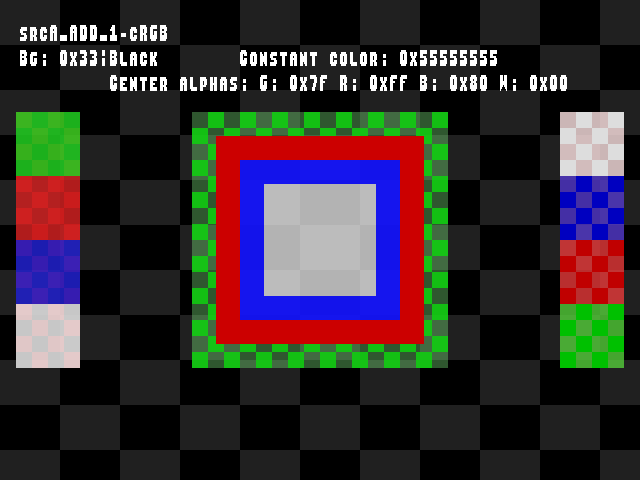 srcA_ADD_1-cRGB
Bg: 0x33¦Black Constant color: 0x55555555
Center alphas: G: 0x7f R: 0xff B: 0x80 W: 0x00